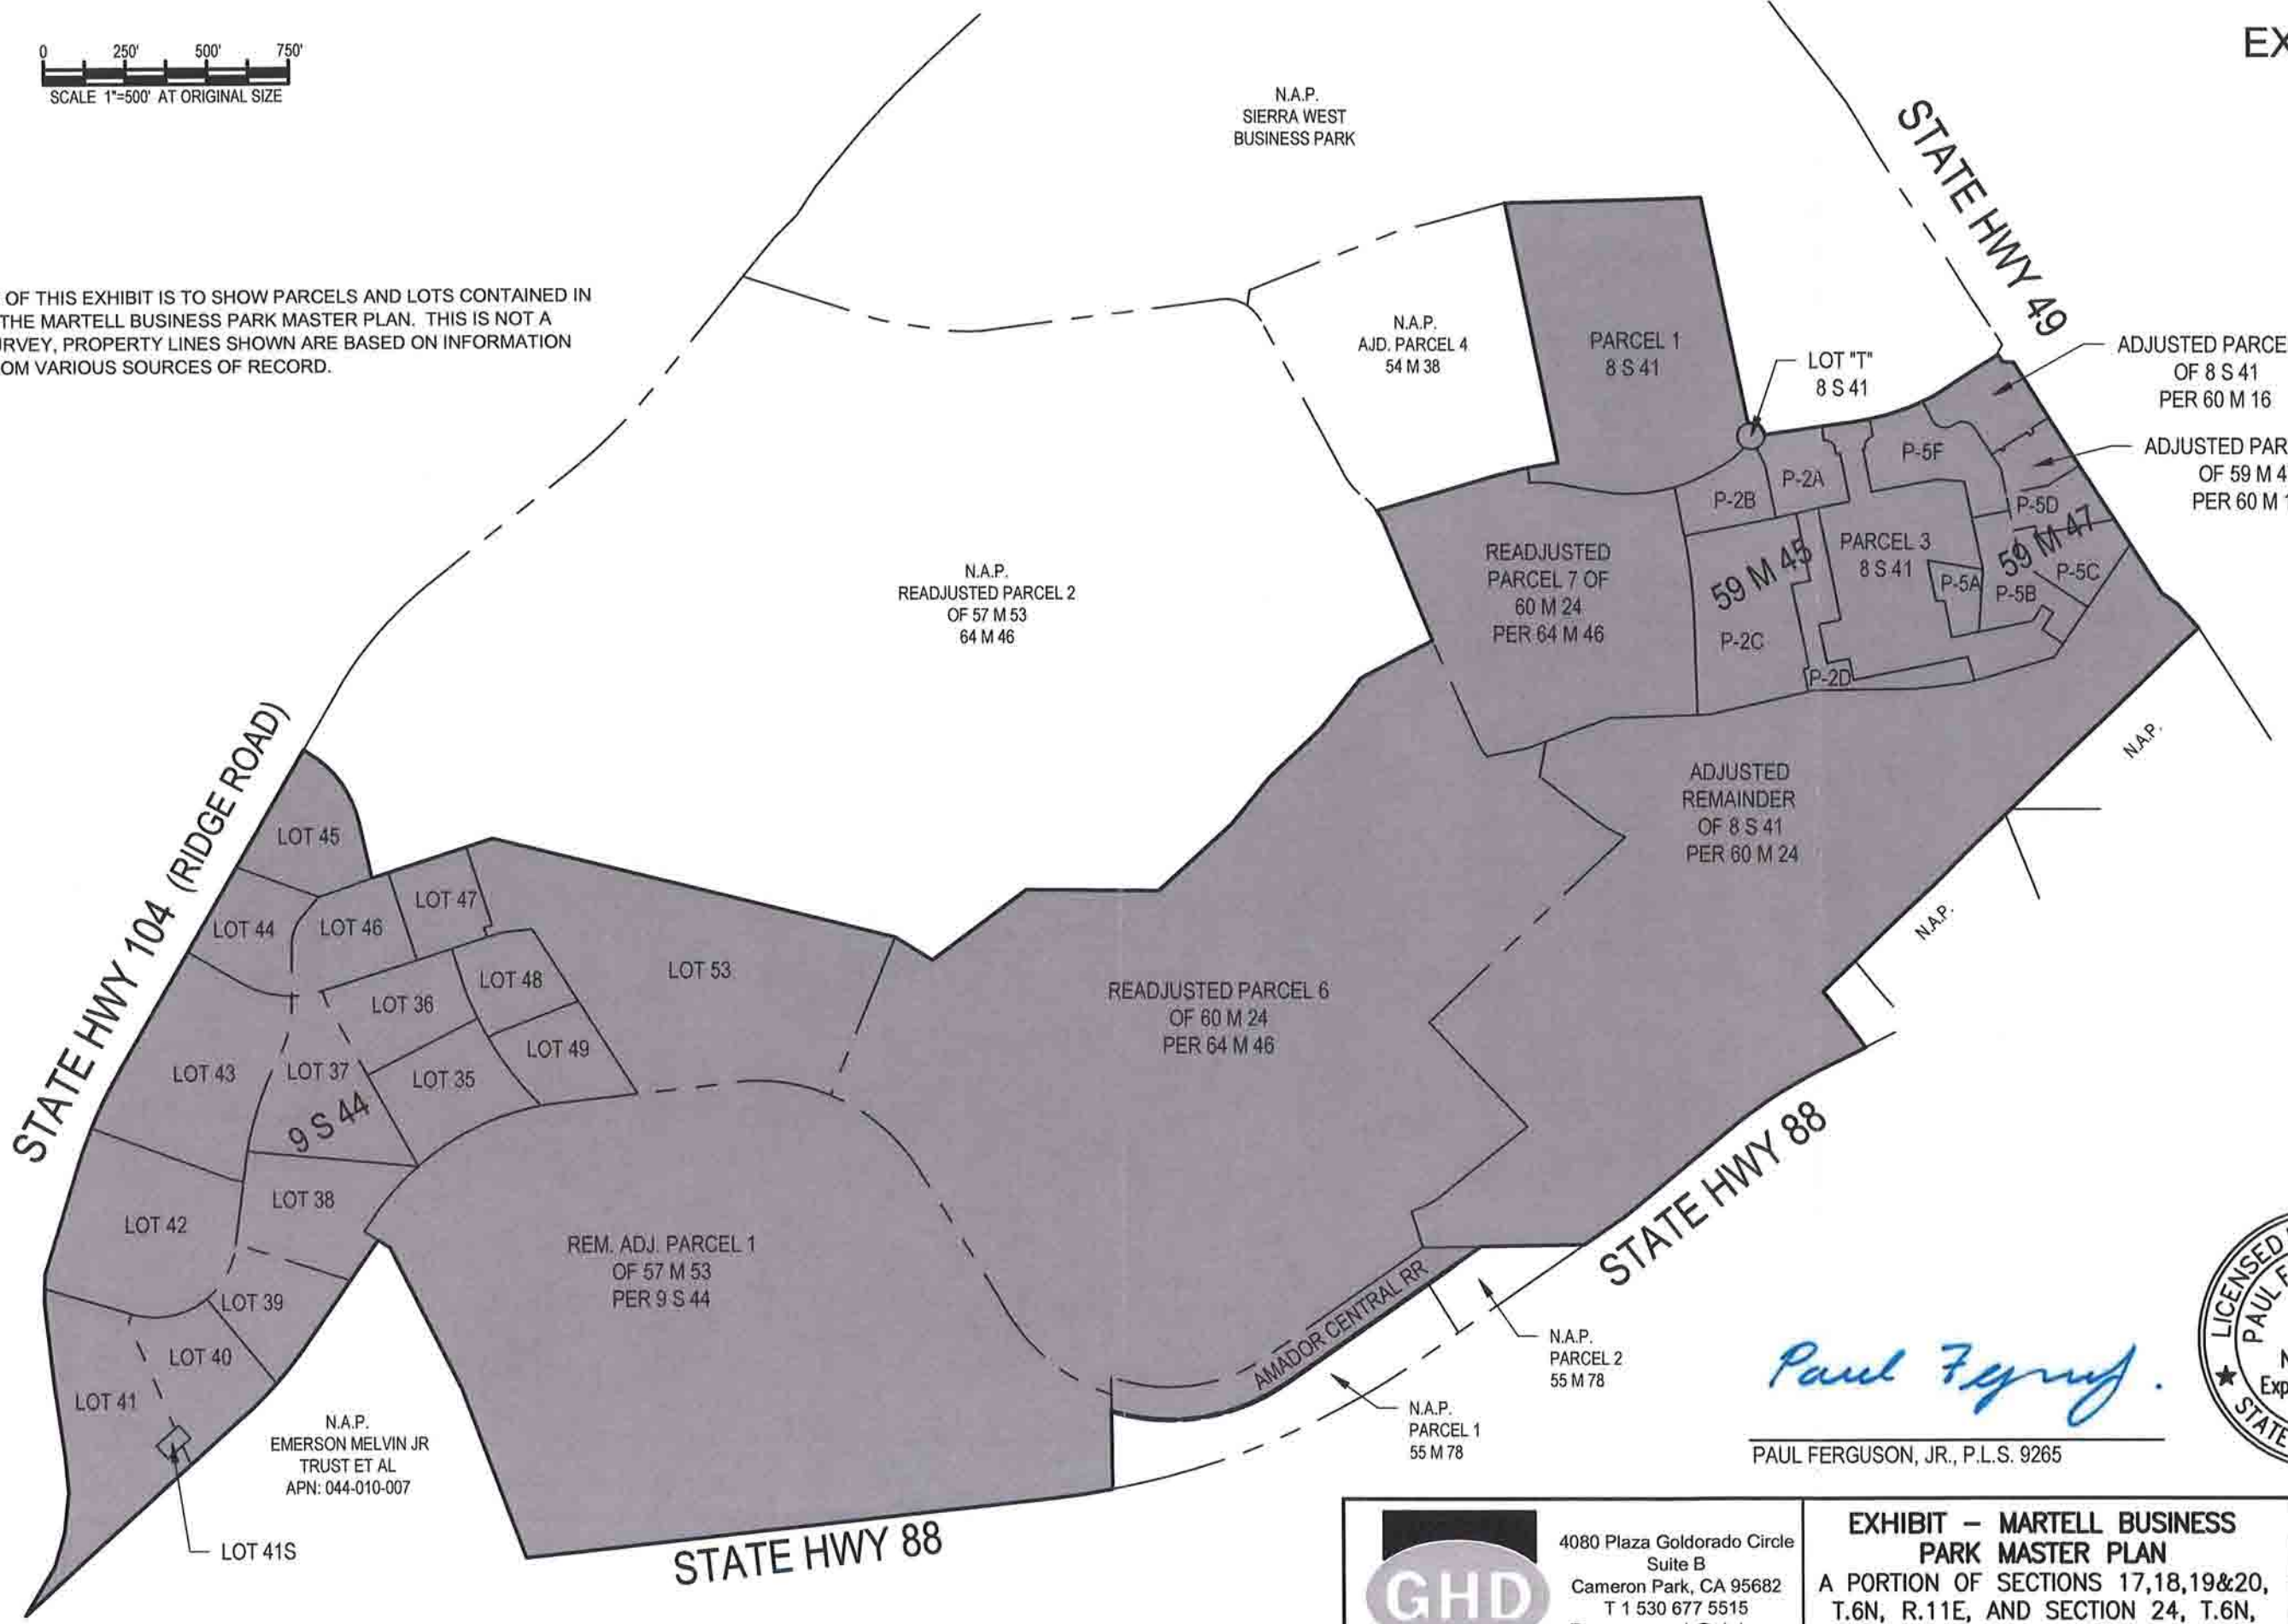 0 250' 500' 750'
SCALE 1"=500' AT ORIGINAL SIZE
EX
N.A.P.
SIERRA WEST
BUSINESS PARK
STATE HWY 49
OF THIS EXHIBIT IS TO SHOW PARCELS AND LOTS CONTAINED IN
THE MARTELL BUSINESS PARK MASTER PLAN. THIS IS NOT A
RVEY, PROPERTY LINES SHOWN ARE BASED ON INFORMATION
OM VARIOUS SOURCES OF RECORD.
N.A.P.
AJD. PARCEL 4
54 M 38
PARCEL 1
8 S 41
LOT "T"
8 S 41
ADJUSTED PARCE
OF 8 S 41
PER 60 M 16
ADJUSTED PAR
OF 59 M 4
PER 60 M 1
P-5F
P-2A
P-2B
P-5D
59 M 47
PARCEL 3
8 S 41
P-5A
P-5B
P-5C
59 M 45
P-2C
P-2D
READJUSTED
PARCEL 7 OF
60 M 24
PER 64 M 46
N.A.P.
READJUSTED PARCEL 2
OF 57 M 53
64 M 46
N.A.P.
ADJUSTED
REMAINDER
OF 8 S 41
PER 60 M 24
N.A.P.
STATE HWY 104 (RIDGE ROAD)
LOT 45
LOT 47
LOT 44
LOT 46
LOT 53
LOT 48
LOT 36
LOT 49
LOT 43
LOT 37
LOT 35
9 S 44
READJUSTED PARCEL 6
OF 60 M 24
PER 64 M 46
LOT 38
LOT 42
REM. ADJ. PARCEL 1
OF 57 M 53
PER 9 S 44
LOT 39
LOT 40
LOT 41
AMADOR CENTRAL RR
STATE HWY 88
N.A.P.
PARCEL 2
55 M 78
N.A.P.
PARCEL 1
55 M 78
N.A.P.
EMERSON MELVIN JR
TRUST ET AL
APN: 044-010-007
LOT 41S
STATE HWY 88
Paul Ferguson Jr.
PAUL FERGUSON, JR., P.L.S. 9265
LICENSED
PAUL F
N
Exp
STATE
GHD
4080 Plaza Goldorado Circle
Suite B
Cameron Park, CA 95682
T 1 530 677 5515
EXHIBIT – MARTELL BUSINESS
PARK MASTER PLAN
A PORTION OF SECTIONS 17,18,19&20,
T.6N, R.11E, AND SECTION 24, T.6N,